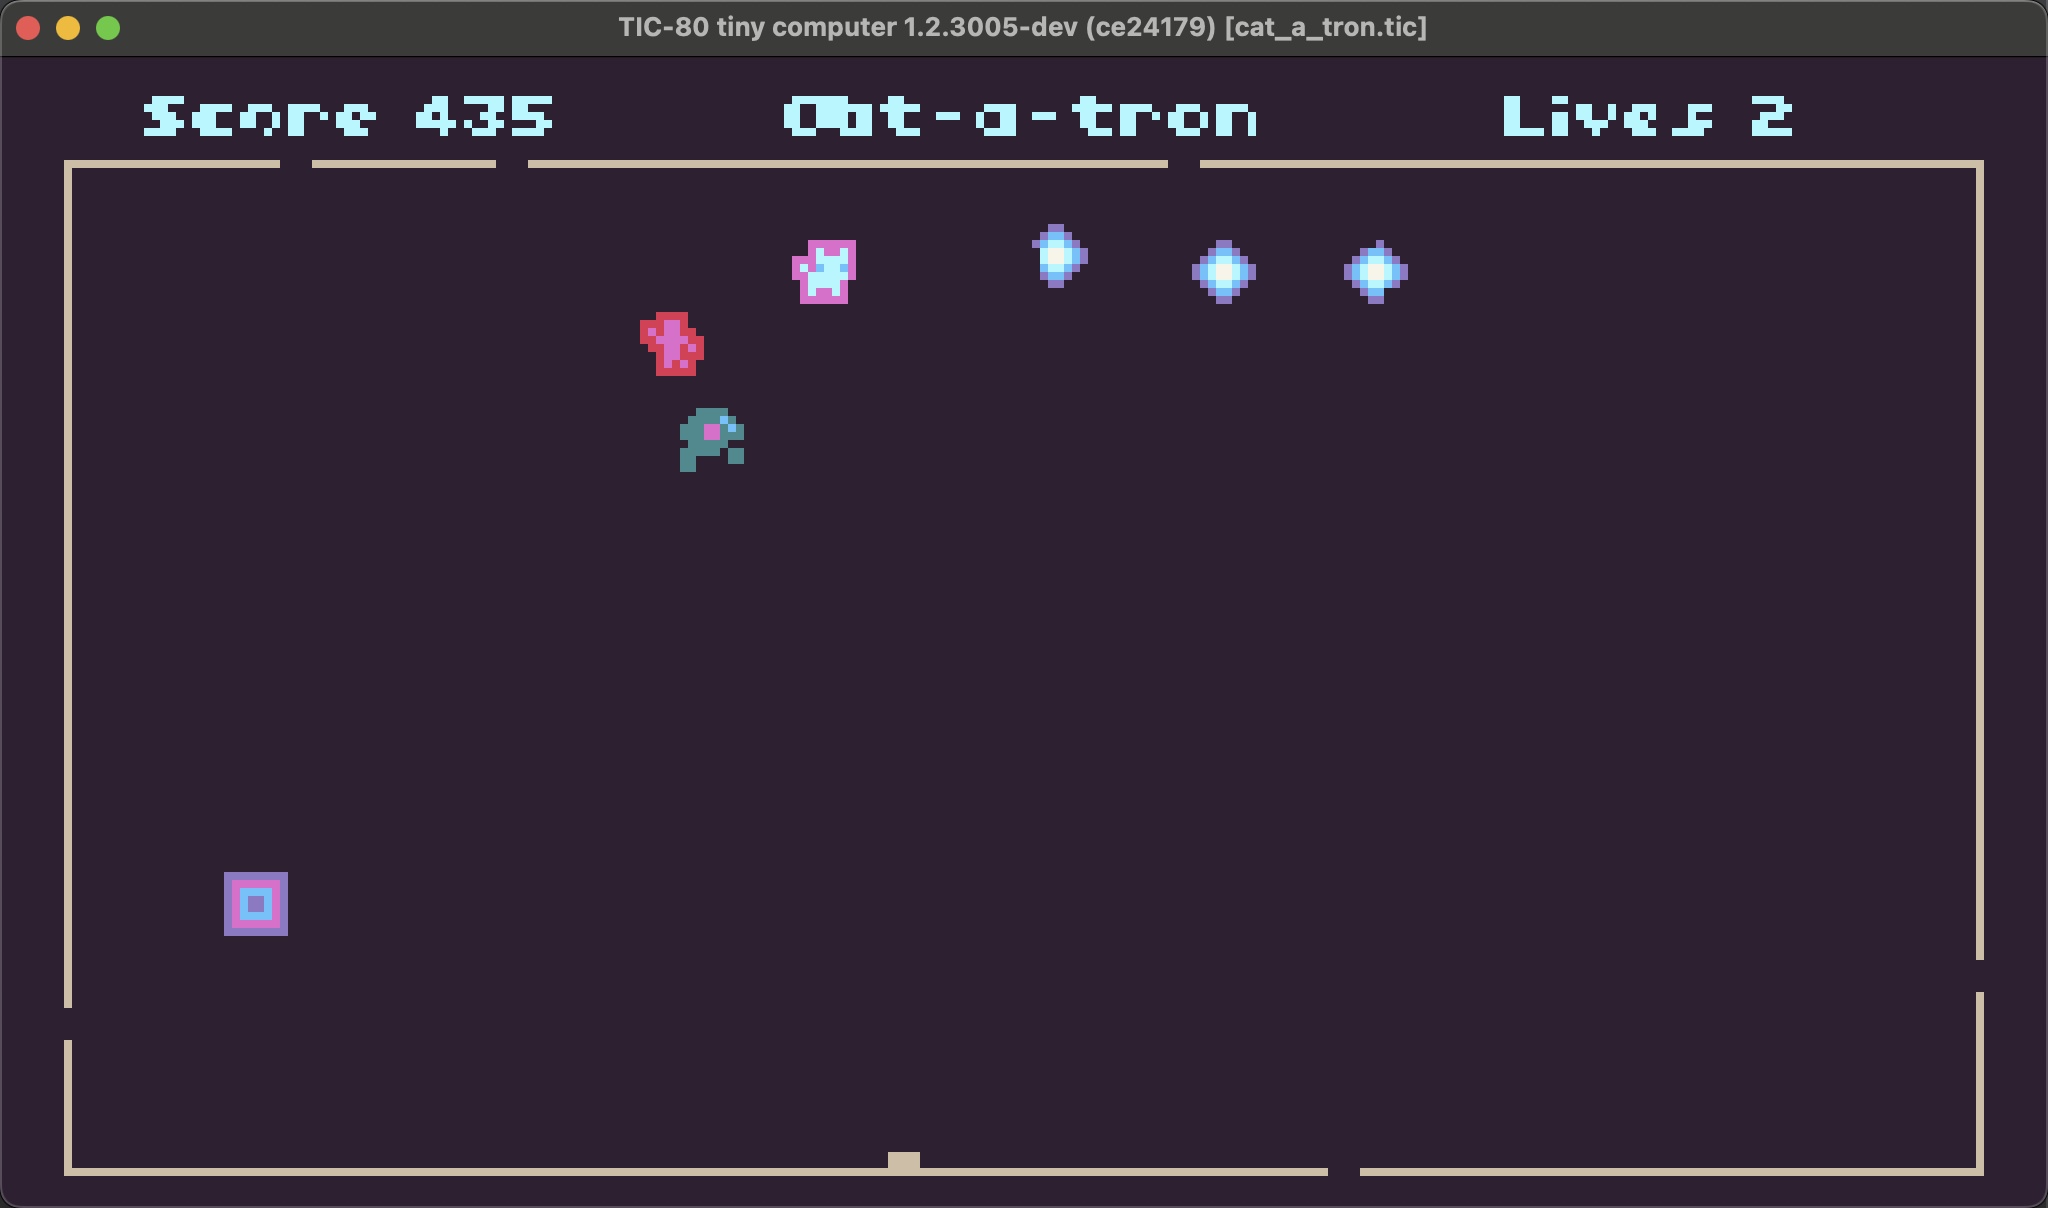 TIC-80 tiny computer 1.2.3005-dev (ce24179) [cat_a_tron.tic]
Score 435 Cat-a-tron Lives 2